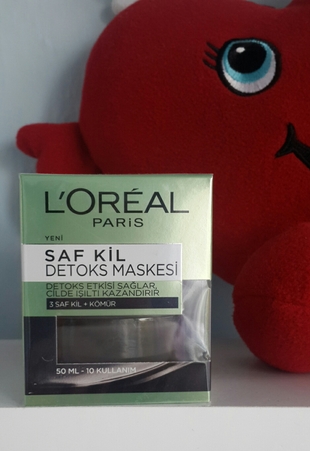 L'ORÉAL
PARIS
YENİ
SAF KİL
DETOKS MASKESİ
DETOKS ETKİSİ SAĞLAR,
CİLDE IŞILTI KAZANDIRIR
3 SAF KİL + KÖMÜR
50 ML - 10 KULLANIM